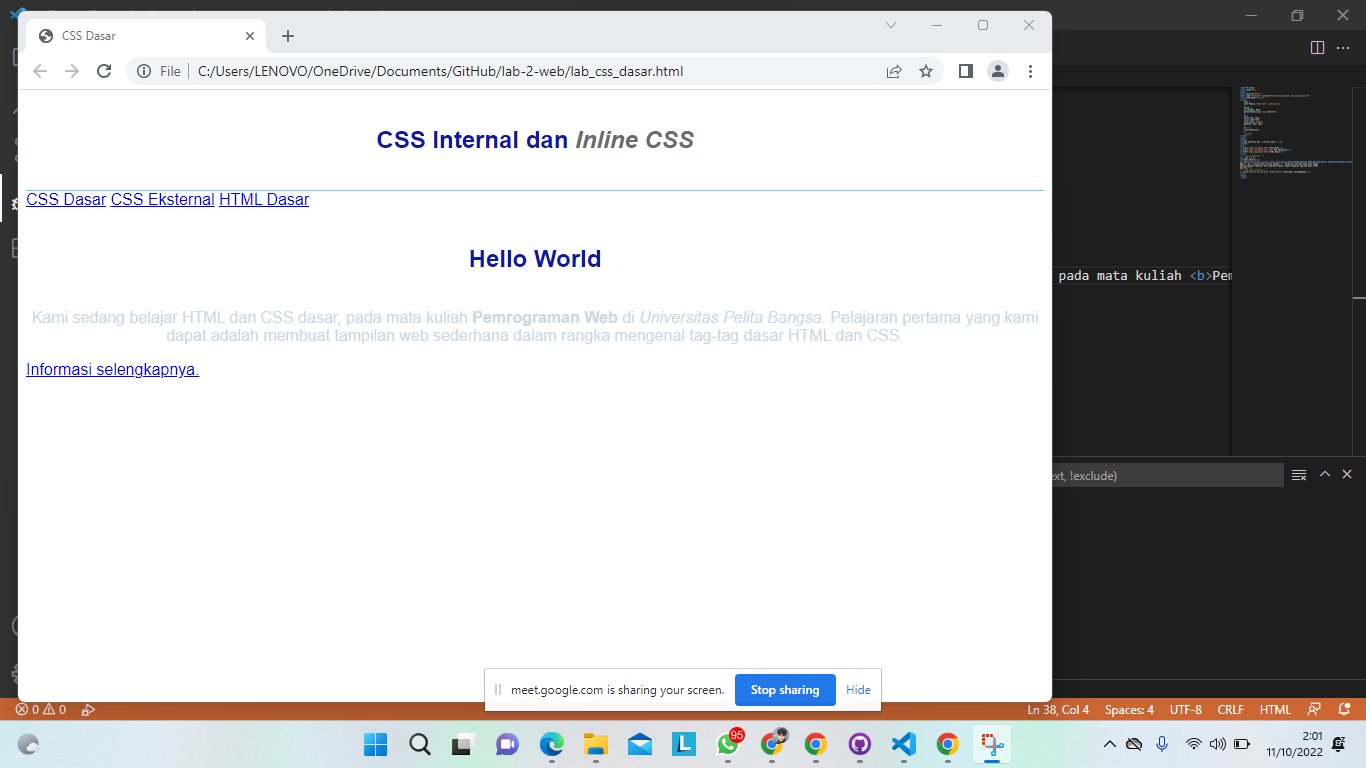 CSS Dasar
File
C:/Users/LENOVO/OneDrive/Documents/GitHub/lab-2-web/lab_css_dasar.html
CSS Internal dan Inline CSS
CSS Dasar CSS Eksternal HTML Dasar
Hello World
Kami sedang belajar HTML dan CSS dasar, pada mata kuliah Pemrograman Web di Universitas Pelita Bangsa. Pelajaran pertama yang kami
dapat adalah membuat tampilan web sederhana dalam rangka mengenal tag-tag dasar HTML dan CSS.
Informasi selengkapnya.
pada mata kuliah <b>Pem
ext, !exclude)
meet.google.com is sharing your screen. Stop sharing Hide
0 0 Ln 38, Col 4 Spaces: 4 UTF-8 CRLF HTML
L
95
2:01
11/10/2022